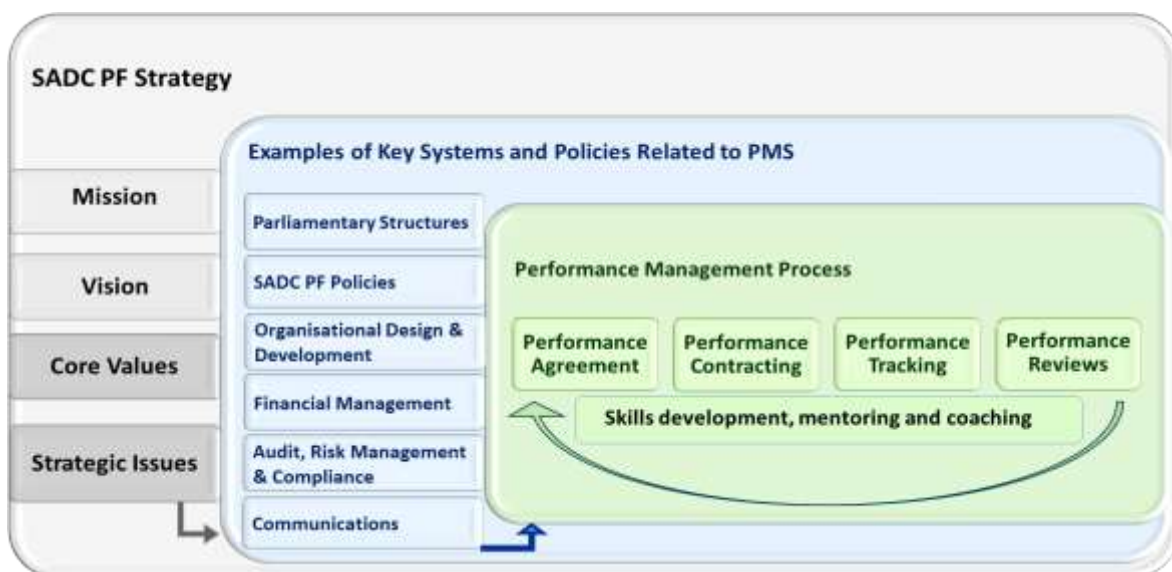 SADC PF Strategy
Mission
Vision
Core Values
Strategic Issues
Examples of Key Systems and Policies Related to PMS
Parliamentary Structures
SADC PF Policies
Organisational Design &
Development
Financial Management
Audit, Risk Management
& Compliance
Communications
Performance Management Process
Performance
Agreement
Performance
Contracting
Performance
Tracking
Performance
Reviews
Skills development, mentoring and coaching